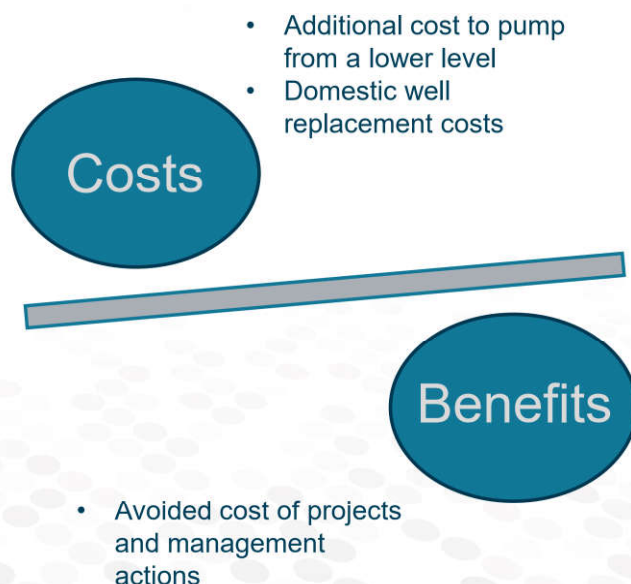 • Additional cost to pump
from a lower level
• Domestic well
replacement costs
Costs
Benefits
• Avoided cost of projects
and management
actions